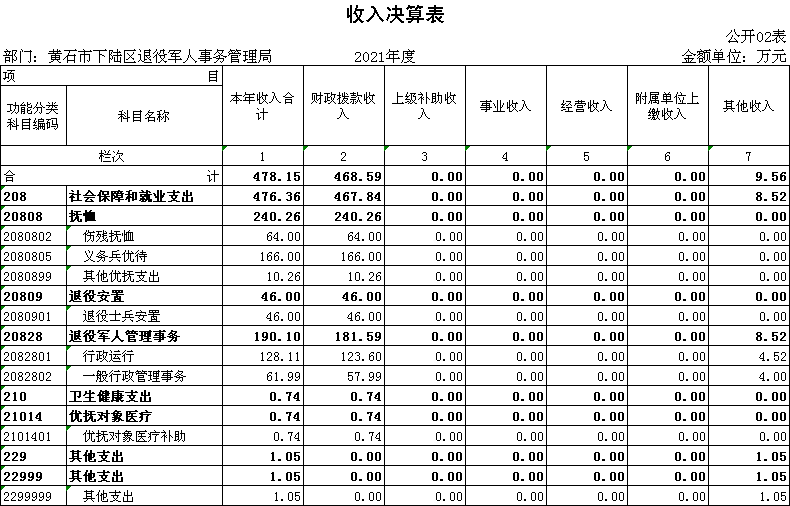 收入决算表
公开02表
部门：黄石市下陆区退役军人事务管理局 2021年度 金额单位：万元
项 目 本年收入合计 财政拨款收入 上级补助收入 事业收入 经营收入 附属单位上缴收入 其他收入
功能分类科目编码 科目名称
栏次 1 2 3 4 5 6 7
合 计 478.15 468.59 0.00 0.00 0.00 0.00 9.56
208 社会保障和就业支出 476.36 467.84 0.00 0.00 0.00 0.00 8.52
20808 抚恤 240.26 240.26 0.00 0.00 0.00 0.00 0.00
2080802 伤残抚恤 64.00 64.00 0.00 0.00 0.00 0.00 0.00
2080805 义务兵优待 166.00 166.00 0.00 0.00 0.00 0.00 0.00
2080899 其他优抚支出 10.26 10.26 0.00 0.00 0.00 0.00 0.00
20809 退役安置 46.00 46.00 0.00 0.00 0.00 0.00 0.00
2080901 退役士兵安置 46.00 46.00 0.00 0.00 0.00 0.00 0.00
20828 退役军人管理事务 190.10 181.59 0.00 0.00 0.00 0.00 8.52
2082801 行政运行 128.11 123.60 0.00 0.00 0.00 0.00 4.52
2082802 一般行政管理事务 61.99 57.99 0.00 0.00 0.00 0.00 4.00
210 卫生健康支出 0.74 0.74 0.00 0.00 0.00 0.00 0.00
21014 优抚对象医疗 0.74 0.74 0.00 0.00 0.00 0.00 0.00
2101401 优抚对象医疗补助 0.74 0.74 0.00 0.00 0.00 0.00 0.00
229 其他支出 1.05 0.00 0.00 0.00 0.00 0.00 1.05
22999 其他支出 1.05 0.00 0.00 0.00 0.00 0.00 1.05
2299999 其他支出 1.05 0.00 0.00 0.00 0.00 0.00 1.05